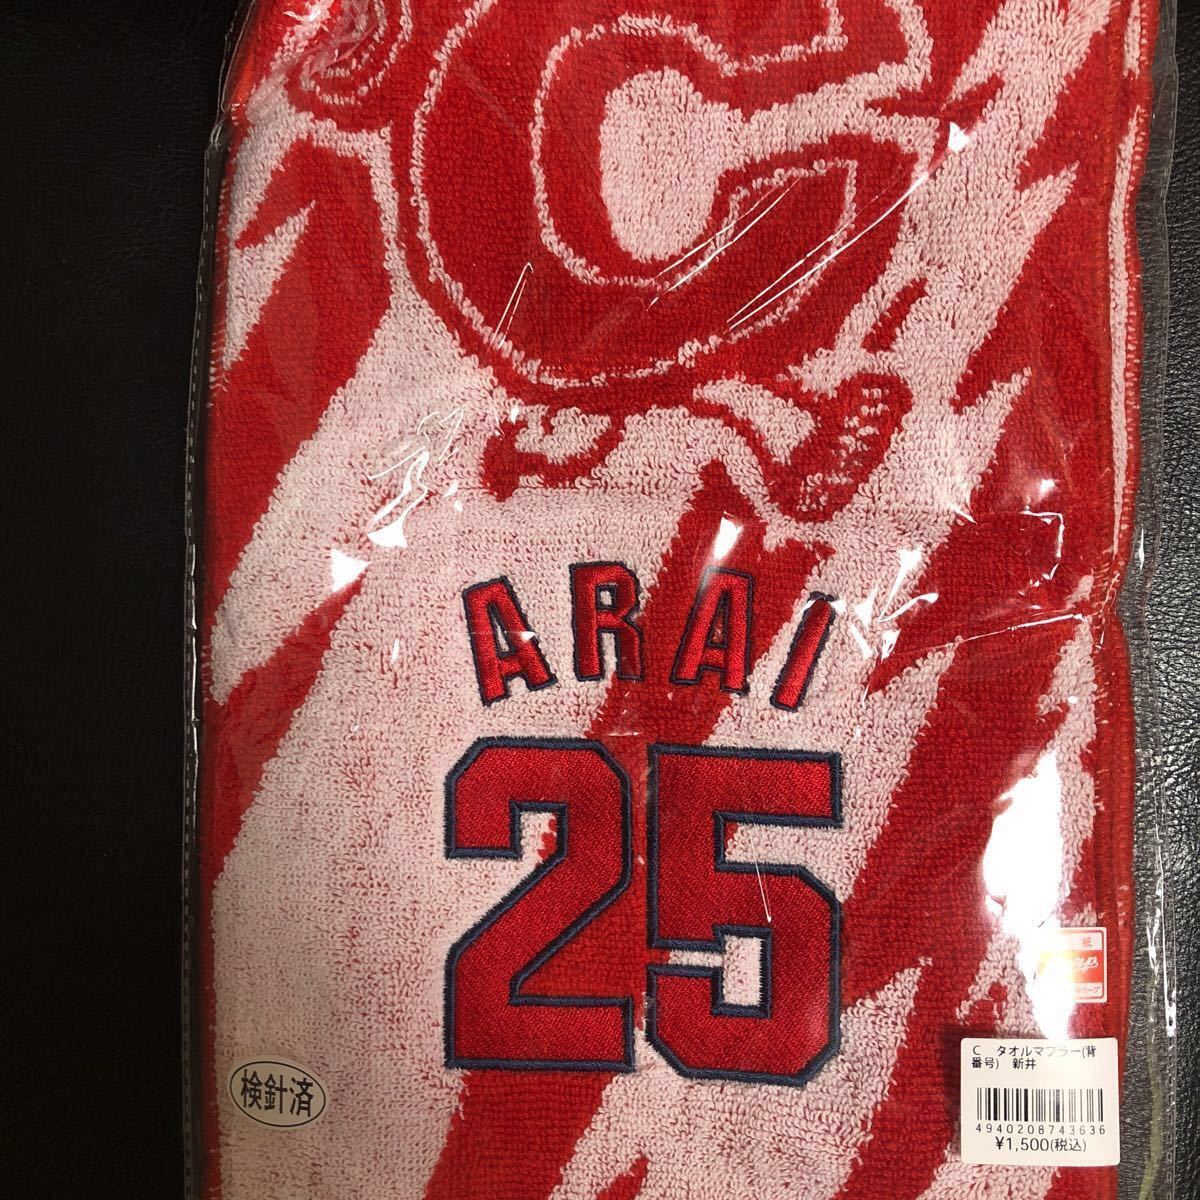 C
ARAI
25
紙
検針済
C タオルマフラー(背
番号) 新井
4940208743636
¥1,500(税込)